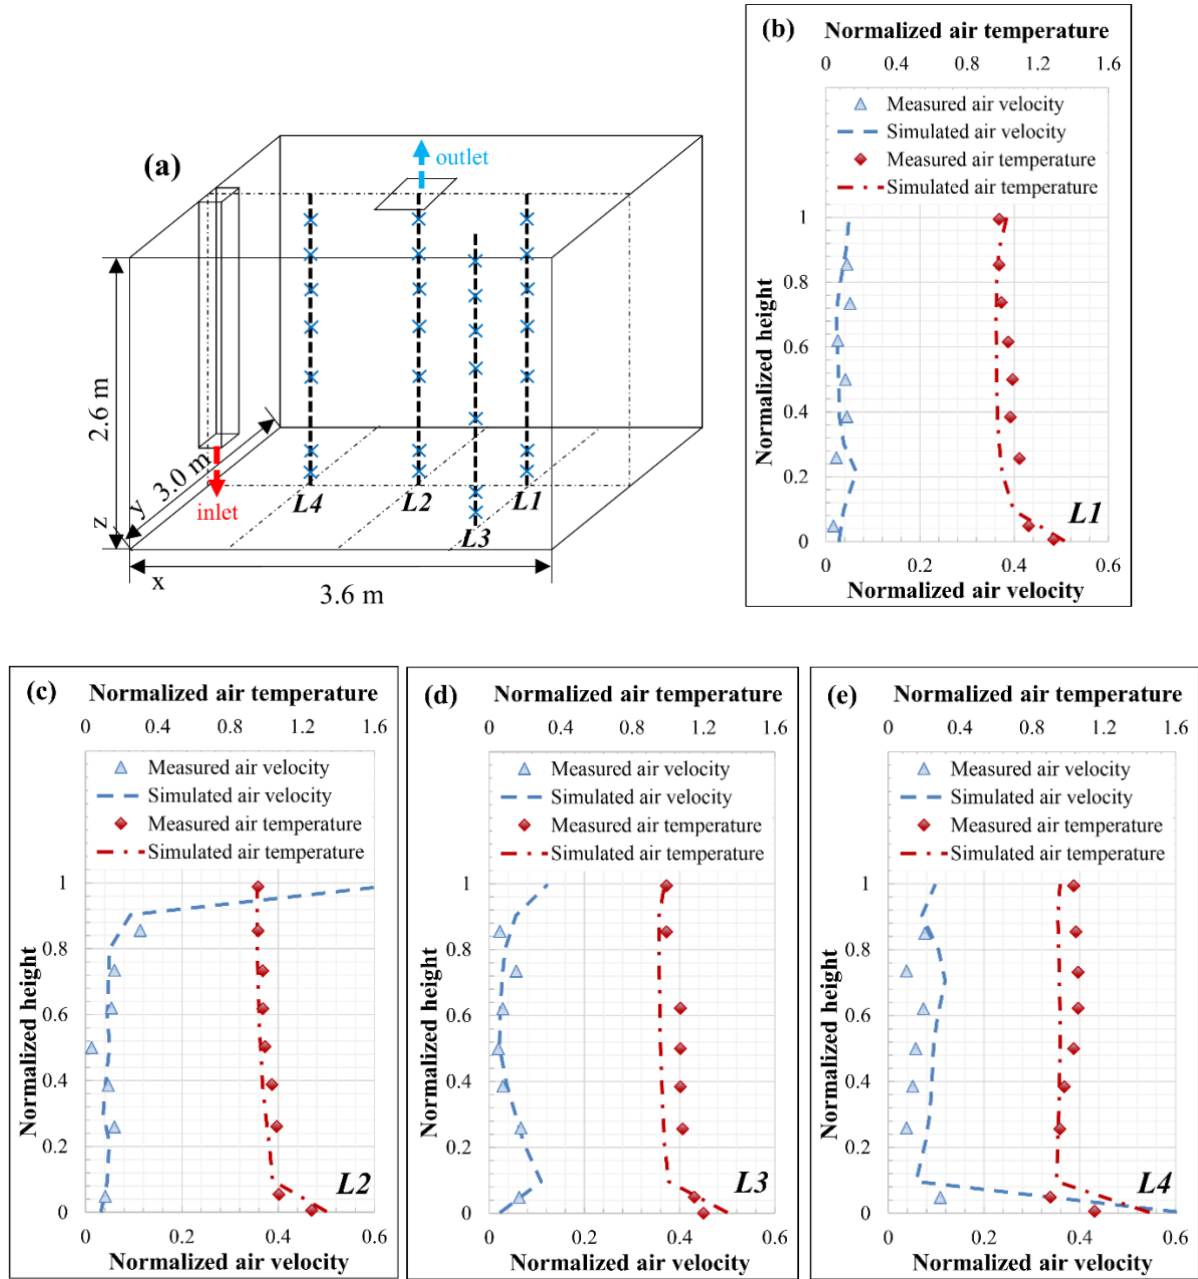 (a)
outlet
inlet
2.6 m
3.0 m
3.6 m
x
y
z
L4
L2
L3
L1
(b)
Normalized air temperature
0 0.4 0.8 1.2 1.6
Measured air velocity
Simulated air velocity
Measured air temperature
Simulated air temperature
Normalized height
1
0.8
0.6
0.4
0.2
0
L1
0 0.2 0.4 0.6
Normalized air velocity
(c)
Normalized air temperature
0 0.4 0.8 1.2 1.6
Measured air velocity
Simulated air velocity
Measured air temperature
Simulated air temperature
Normalized height
1
0.8
0.6
0.4
0.2
0
L2
0 0.2 0.4 0.6
Normalized air velocity
(d)
Normalized air temperature
0 0.4 0.8 1.2 1.6
Measured air velocity
Simulated air velocity
Measured air temperature
Simulated air temperature
Normalized height
1
0.8
0.6
0.4
0.2
0
L3
0 0.2 0.4 0.6
Normalized air velocity
(e)
Normalized air temperature
0 0.4 0.8 1.2 1.6
Measured air velocity
Simulated air velocity
Measured air temperature
Simulated air temperature
Normalized height
1
0.8
0.6
0.4
0.2
0
L4
0 0.2 0.4 0.6
Normalized air velocity